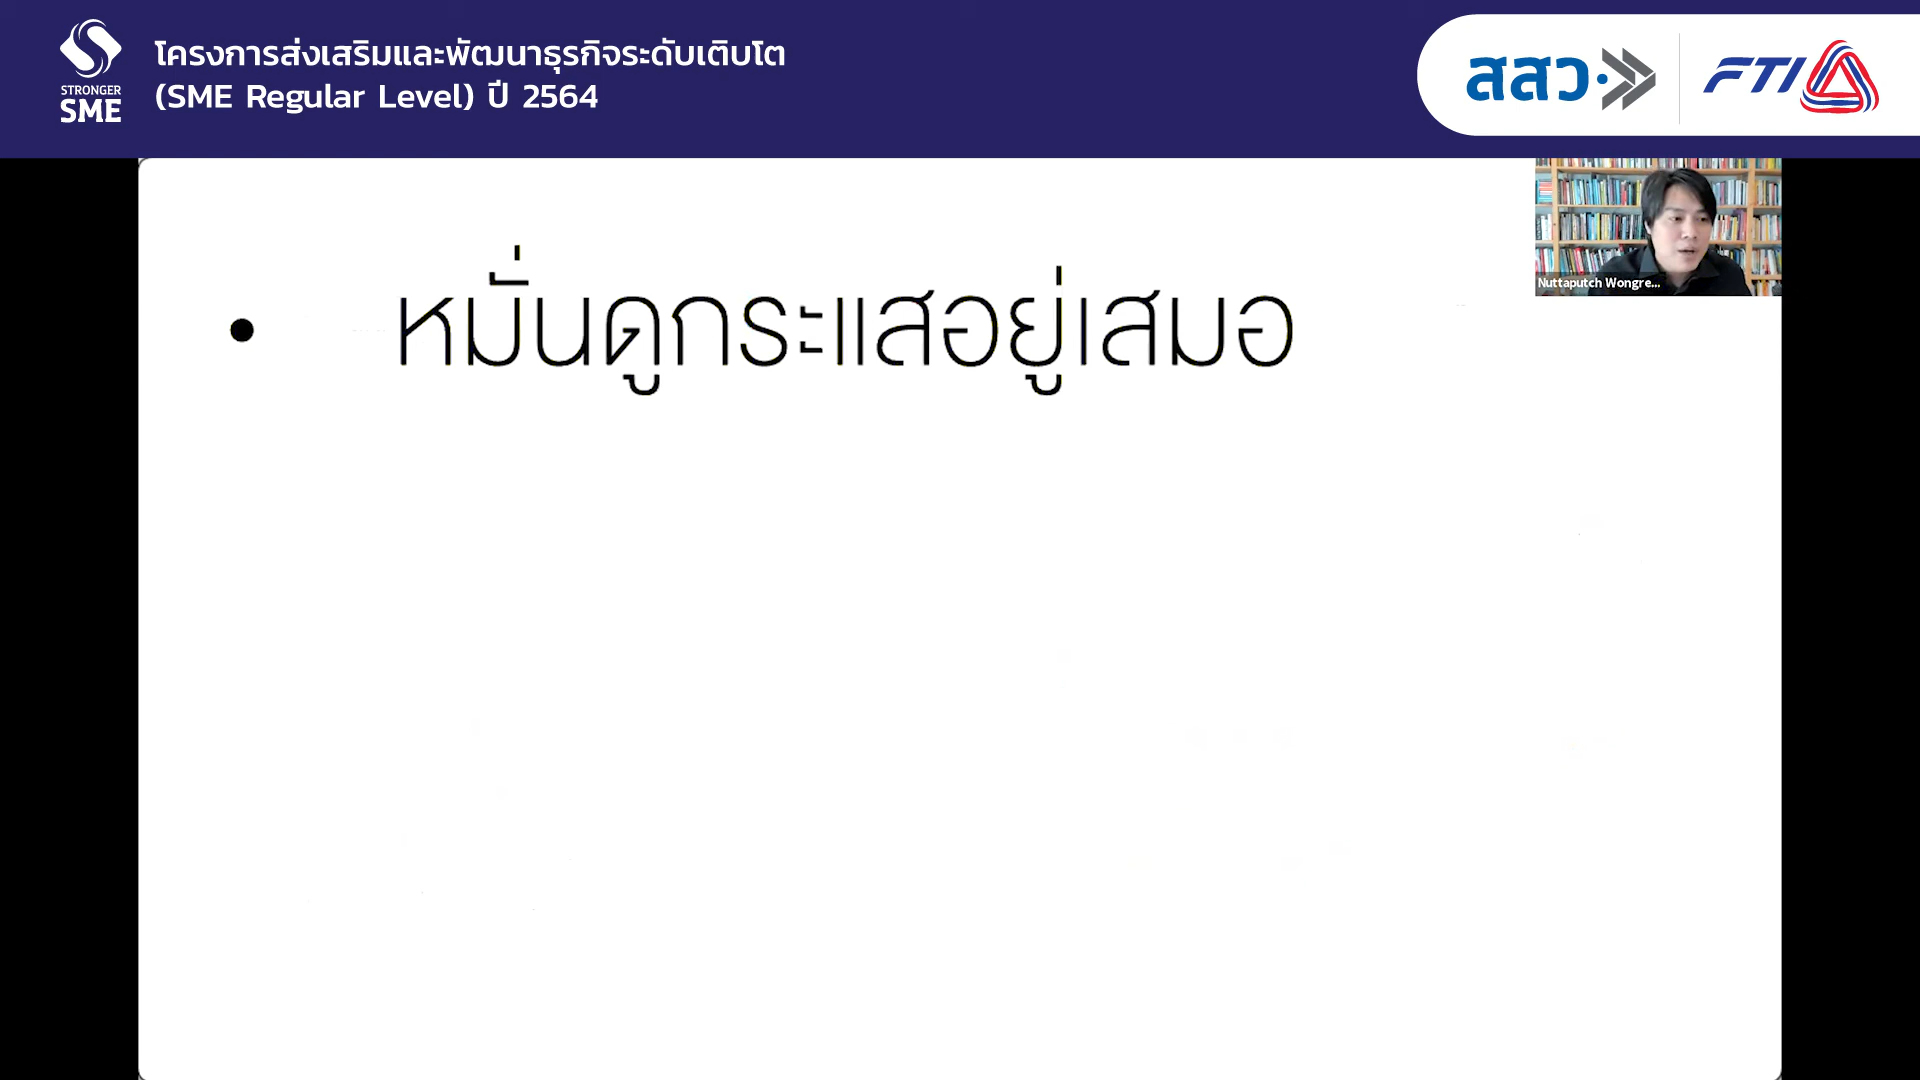 STRONGER
SME
โครงการส่งเสริมและพัฒนาธุรกิจระดับเติบโต
(SME Regular Level) ปี 2564
สสว
FTI
Nuttaputch Wongre...
• หมั่นดูกระแสอยู่เสมอ